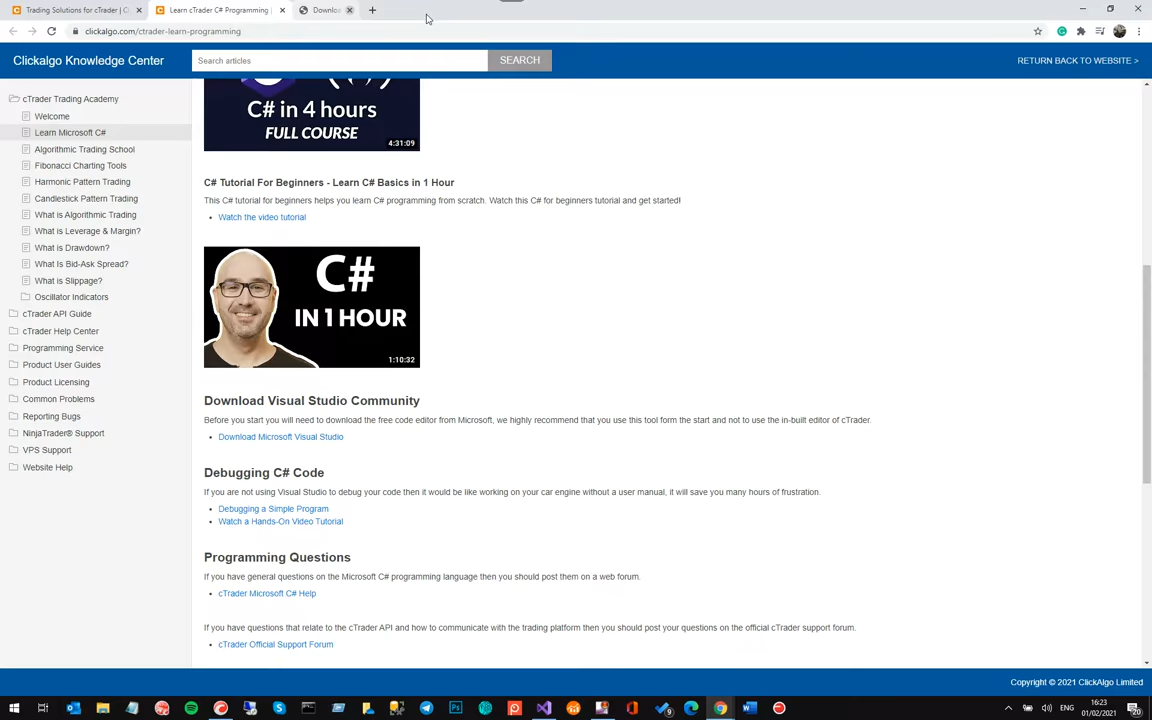 Trading Solutions for cTrader | C
Learn cTrader C# Programming |
Downlo
clickalgo.com/ctrader-learn-programming
Clickalgo Knowledge Center
Search articles
SEARCH
RETURN BACK TO WEBSITE >
cTrader Trading Academy
Welcome
Learn Microsoft C#
Algorithmic Trading School
Fibonacci Charting Tools
Harmonic Pattern Trading
Candlestick Pattern Trading
What is Algorithmic Trading
What is Leverage & Margin?
What is Drawdown?
What Is Bid-Ask Spread?
What is Slippage?
Oscillator Indicators
cTrader API Guide
cTrader Help Center
Programming Service
Product User Guides
Product Licensing
Common Problems
Reporting Bugs
NinjaTrader® Support
VPS Support
Website Help
C# in 4 hours
FULL COURSE
4:31:09
C# Tutorial For Beginners - Learn C# Basics in 1 Hour
This C# tutorial for beginners helps you learn C# programming from scratch. Watch this C# for beginners tutorial and get started!
• Watch the video tutorial
C#
IN 1 HOUR
1:10:32
Download Visual Studio Community
Before you start you will need to download the free code editor from Microsoft, we highly recommend that you use this tool form the start and not to use the in-built editor of cTrader.
• Download Microsoft Visual Studio
Debugging C# Code
If you are not using Visual Studio to debug your code then it would be like working on your car engine without a user manual, it will save you many hours of frustration.
• Debugging a Simple Program
• Watch a Hands-On Video Tutorial
Programming Questions
If you have general questions on the Microsoft C# programming language then you should post them on a web forum.
• cTrader Microsoft C# Help
If you have questions that relate to the cTrader API and how to communicate with the trading platform then you should post your questions on the official cTrader support forum.
• cTrader Official Support Forum
Copyright © 2021 ClickAlgo Limited
ENG
16:23
01/02/2021
20